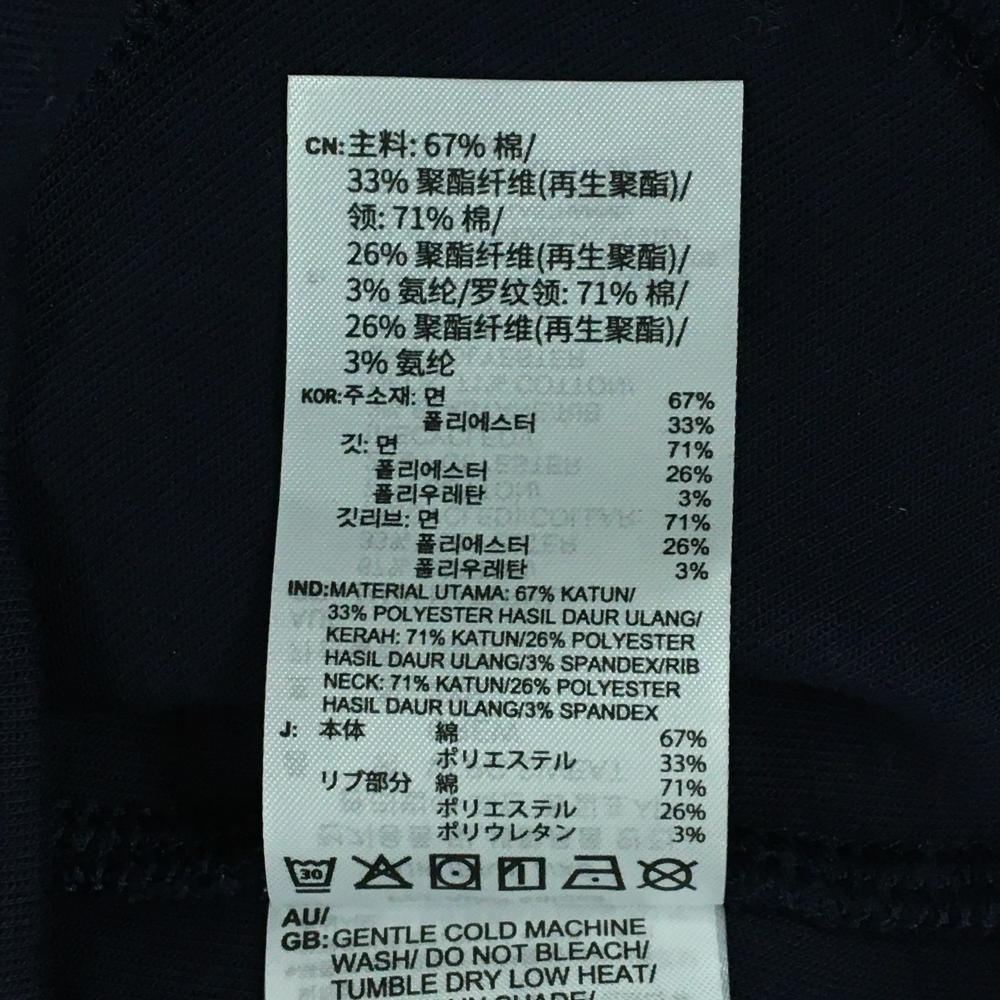 CN:主料: 67% 棉/
33% 聚酯纤维(再生聚酯)/
领: 71% 棉/
26% 聚酯纤维(再生聚酯)/
3% 氨纶/罗纹领: 71% 棉/
26% 聚酯纤维(再生聚酯)/
3% 氨纶
KOR:주소재: 면 67%
폴리에스터 33%
깃: 면 71%
폴리에스터 26%
폴리우레탄 3%
깃리브: 면 71%
폴리에스터 26%
폴리우레탄 3%
IND:MATERIAL UTAMA: 67% KATUN/
33% POLYESTER HASIL DAUR ULANG/
KERAH: 71% KATUN/26% POLYESTER
HASIL DAUR ULANG/3% SPANDEX/RIB
NECK: 71% KATUN/26% POLYESTER
HASIL DAUR ULANG/3% SPANDEX
J: 本体 綿 67%
ポリエステル 33%
リブ部分 綿 71%
ポリエステル 26%
ポリウレタン 3%
30
AU/
GB:GENTLE COLD MACHINE
WASH/ DO NOT BLEACH/
TUMBLE DRY LOW HEAT/
SHADE/